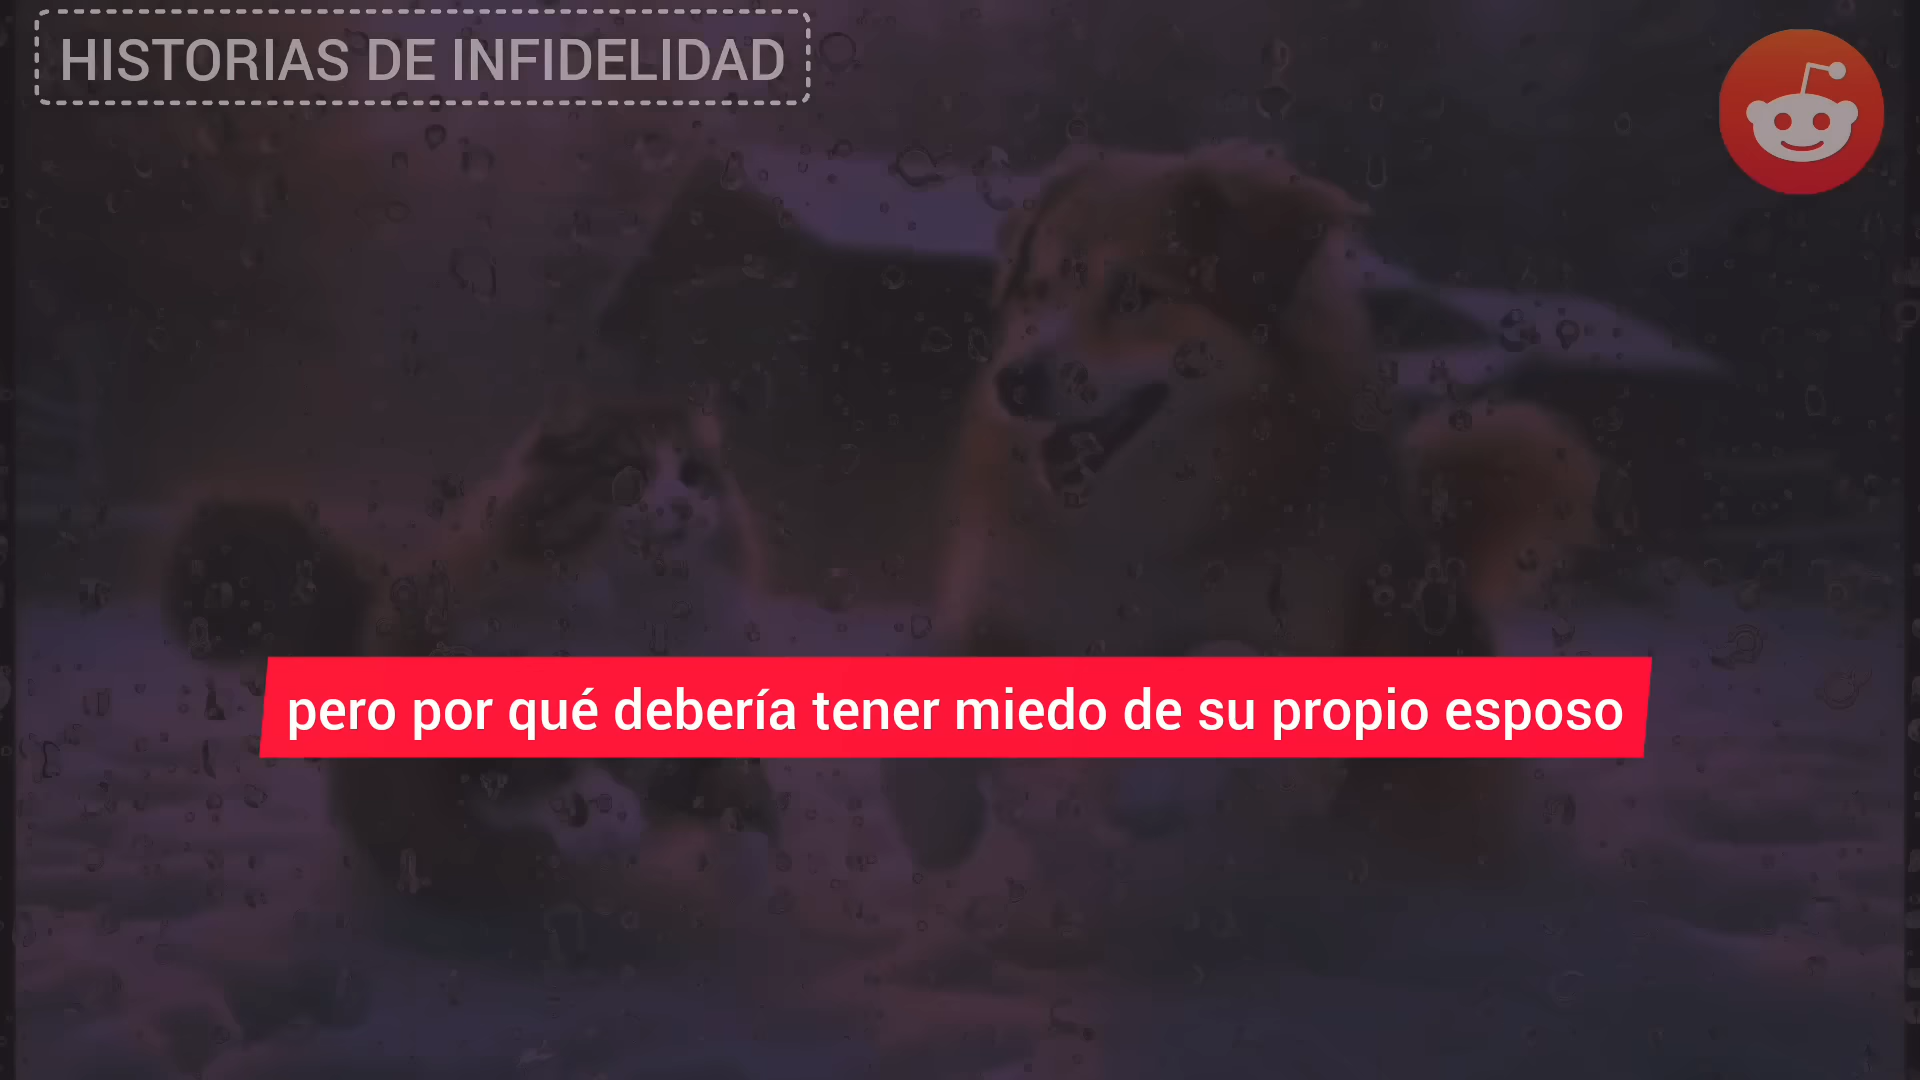 HISTORIAS DE INFIDELIDAD
pero por qué debería tener miedo de su propio esposo